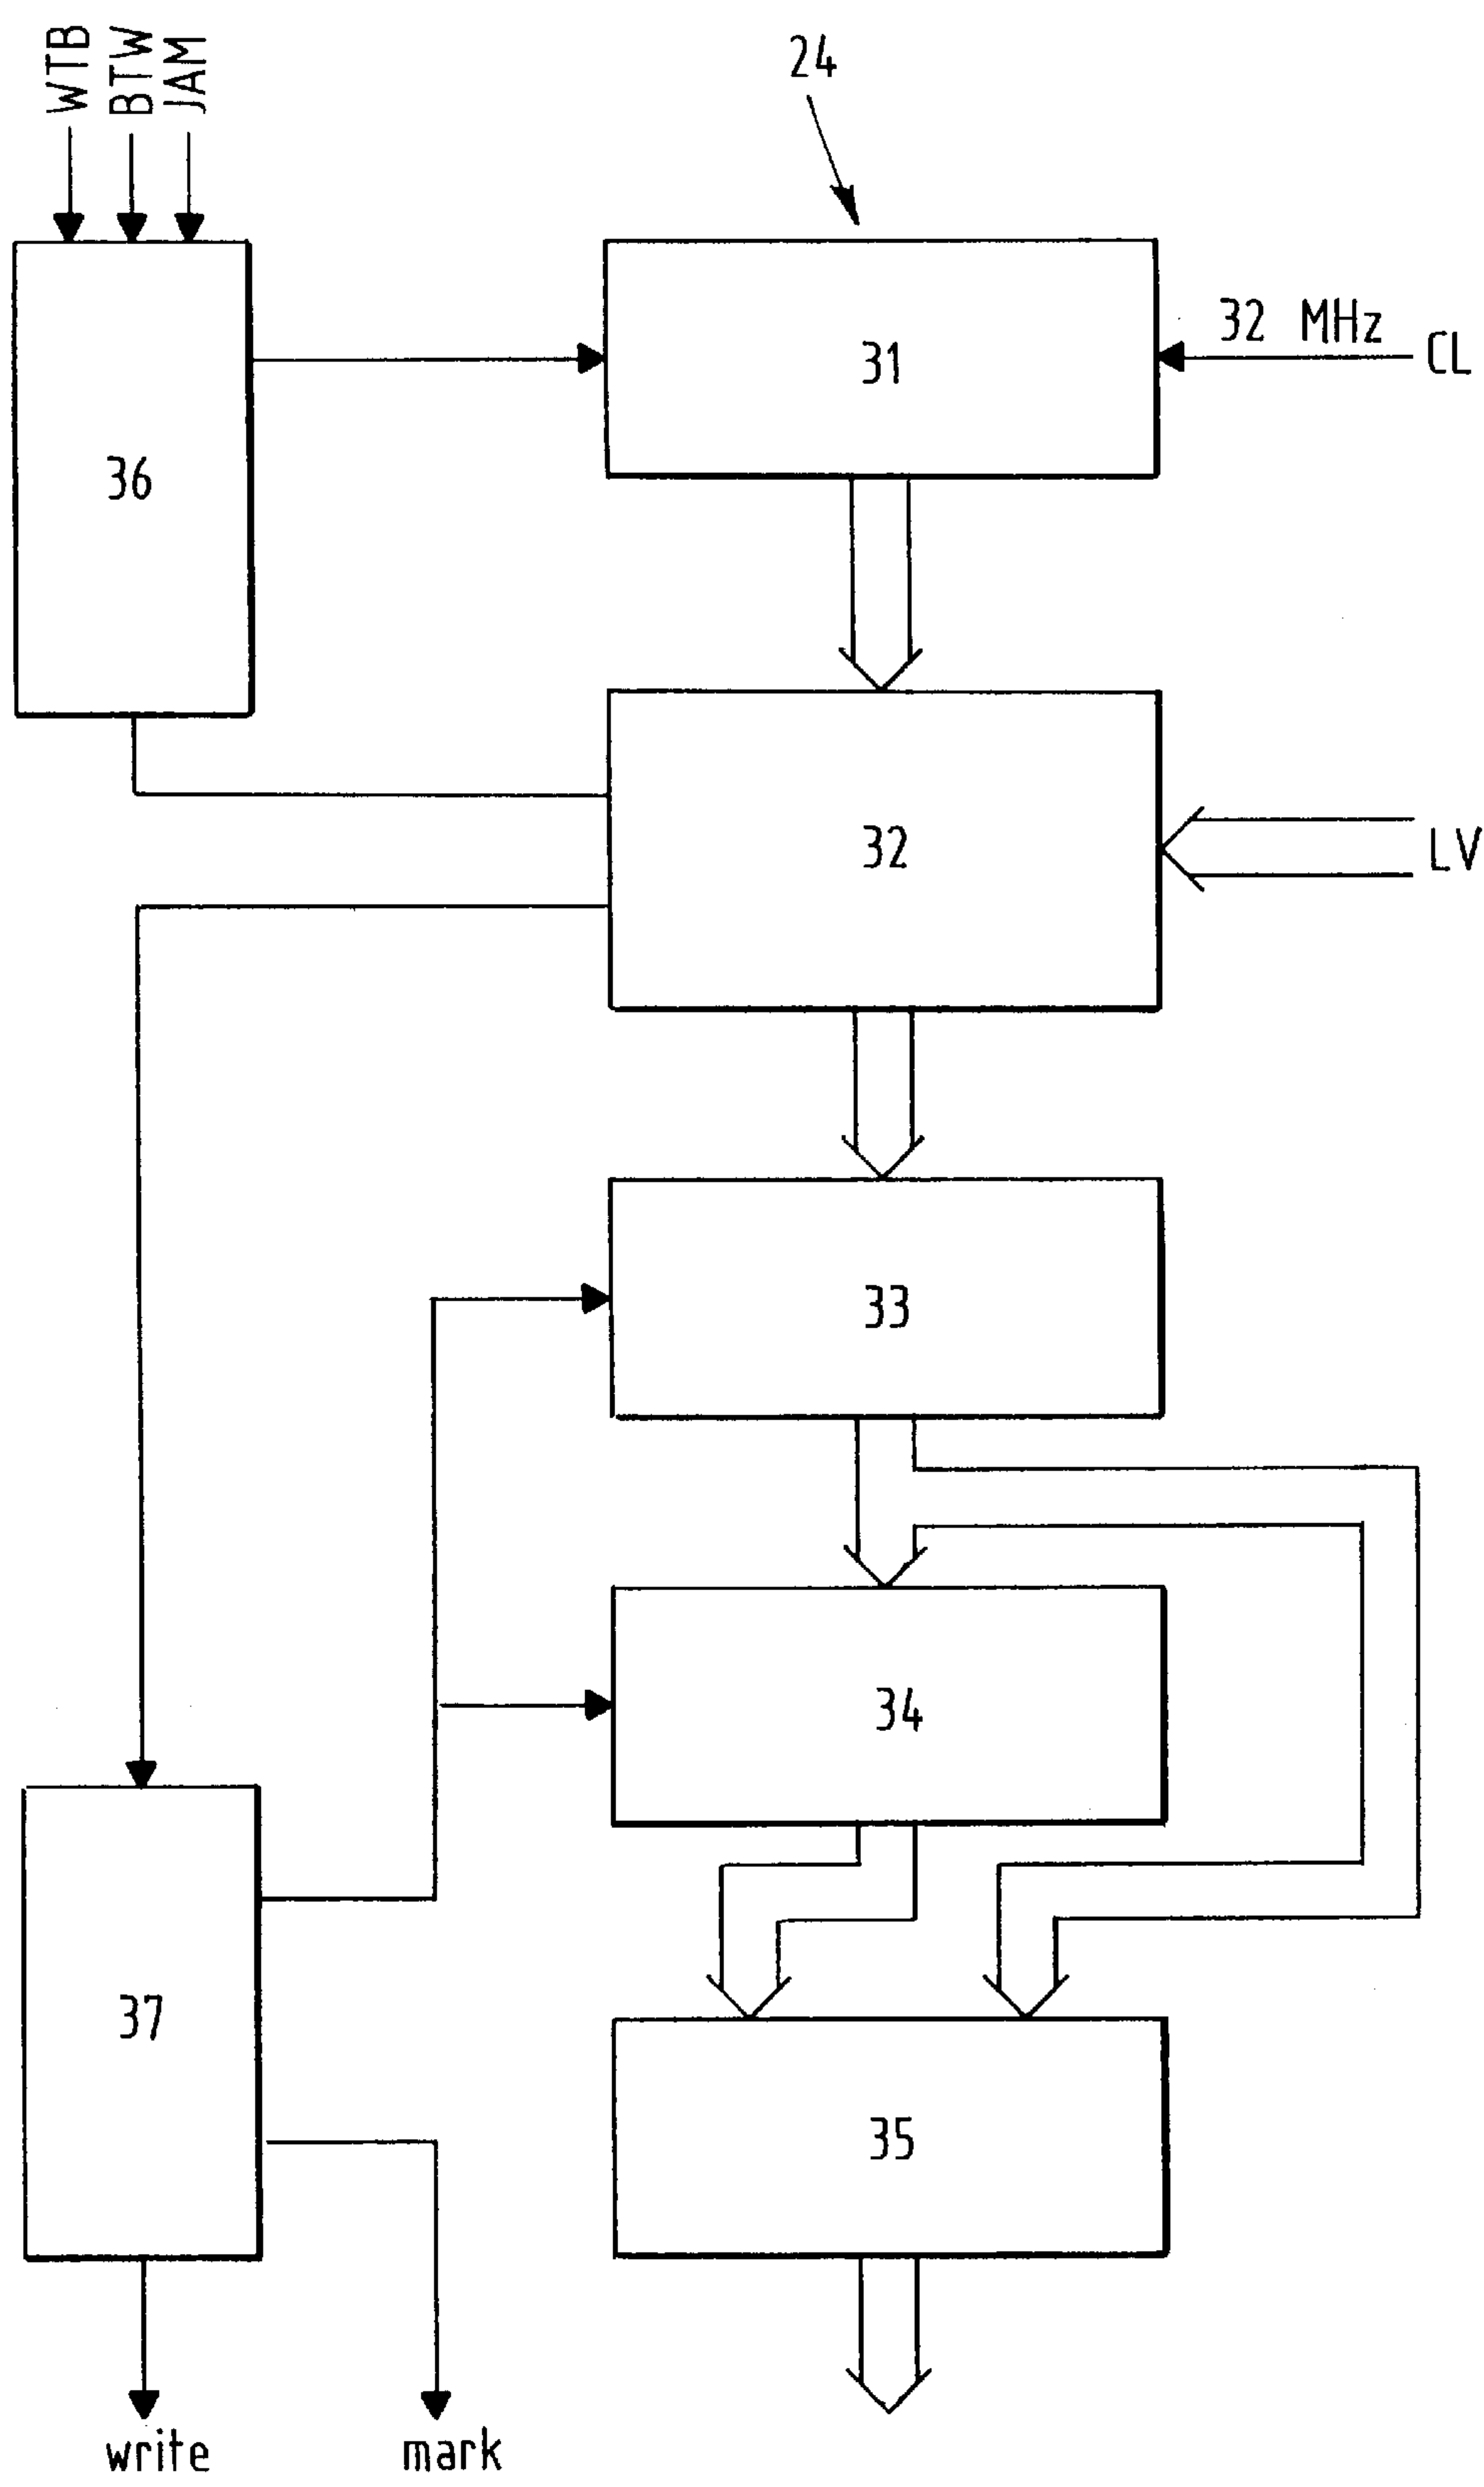 WTB
BTW
JAM
24
32 MHz
CL
31
36
32
LV
33
34
37
35
write
mark